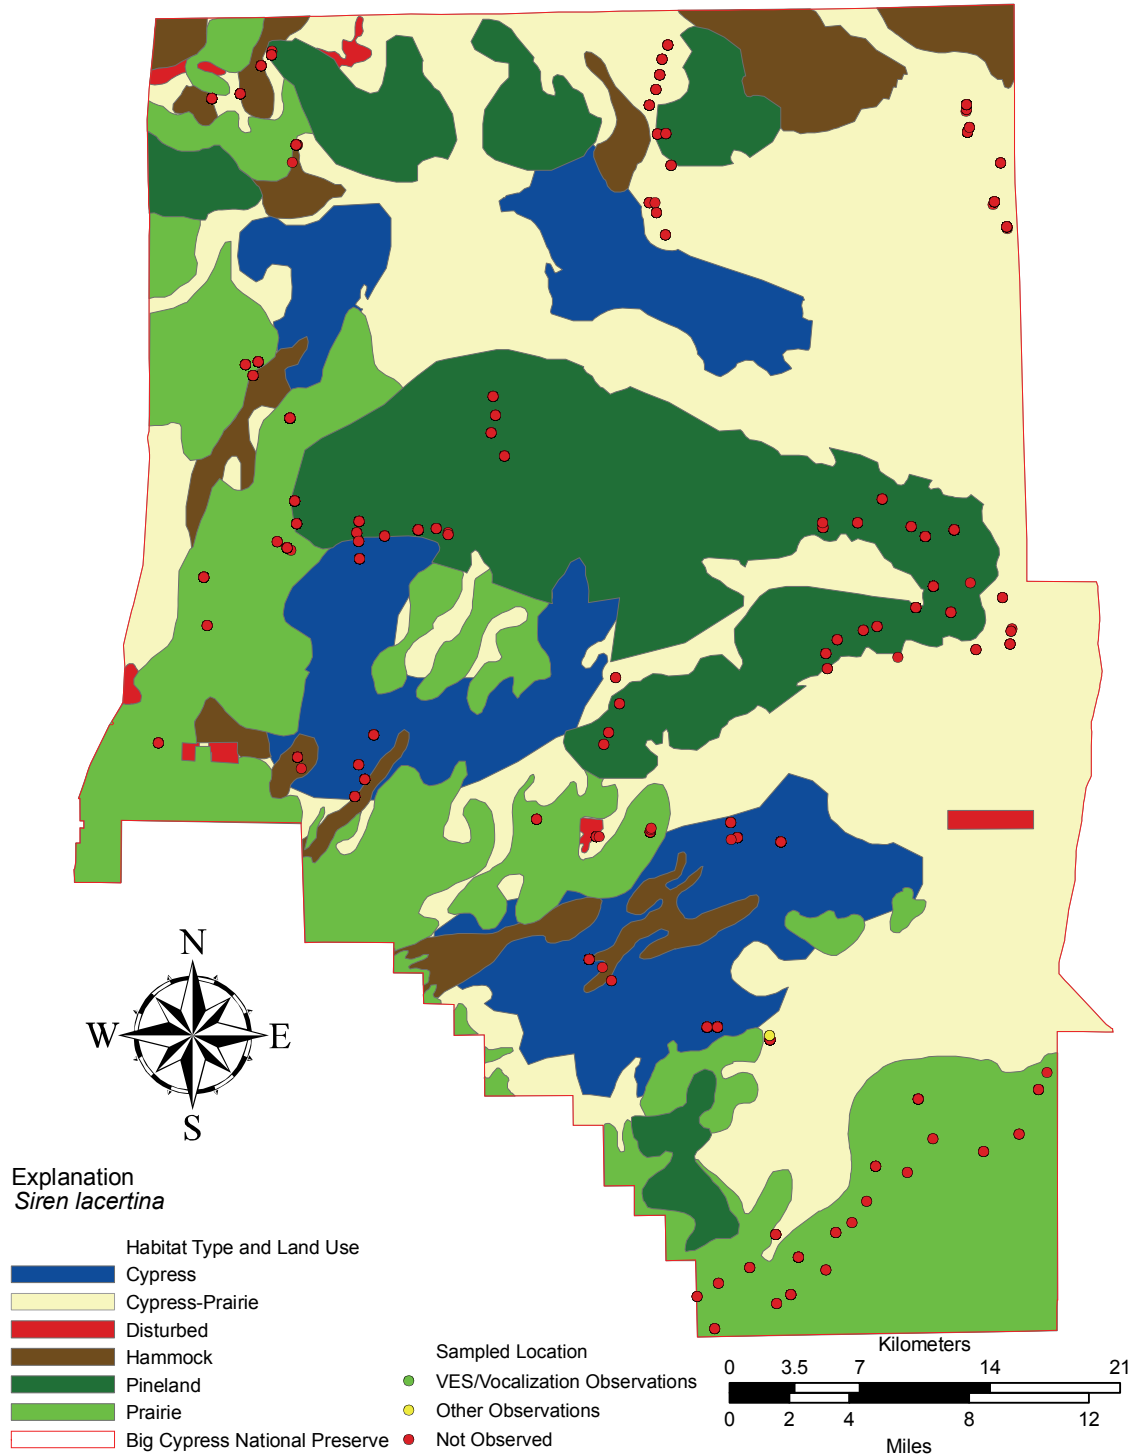 N
W E
S
Explanation
Siren lacertina
Habitat Type and Land Use
Cypress
Cypress-Prairie
Disturbed
Hammock
Pineland
Prairie
Big Cypress National Preserve
Sampled Location
VES/Vocalization Observations
Other Observations
Not Observed
Kilometers
0 3.5 7 14 21
0 2 4 8 12
Miles